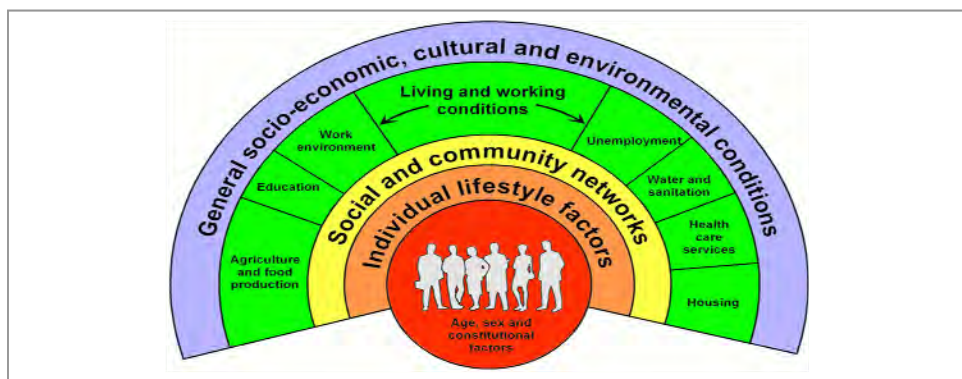 General socio-economic, cultural and environmental conditions
Living and working
conditions
Work
environment
Unemployment
Education
Water and
sanitation
Social and community networks
Individual lifestyle factors
Health
care
services
Agriculture
and food
production
Housing
Age, sex and
constitutional
factors